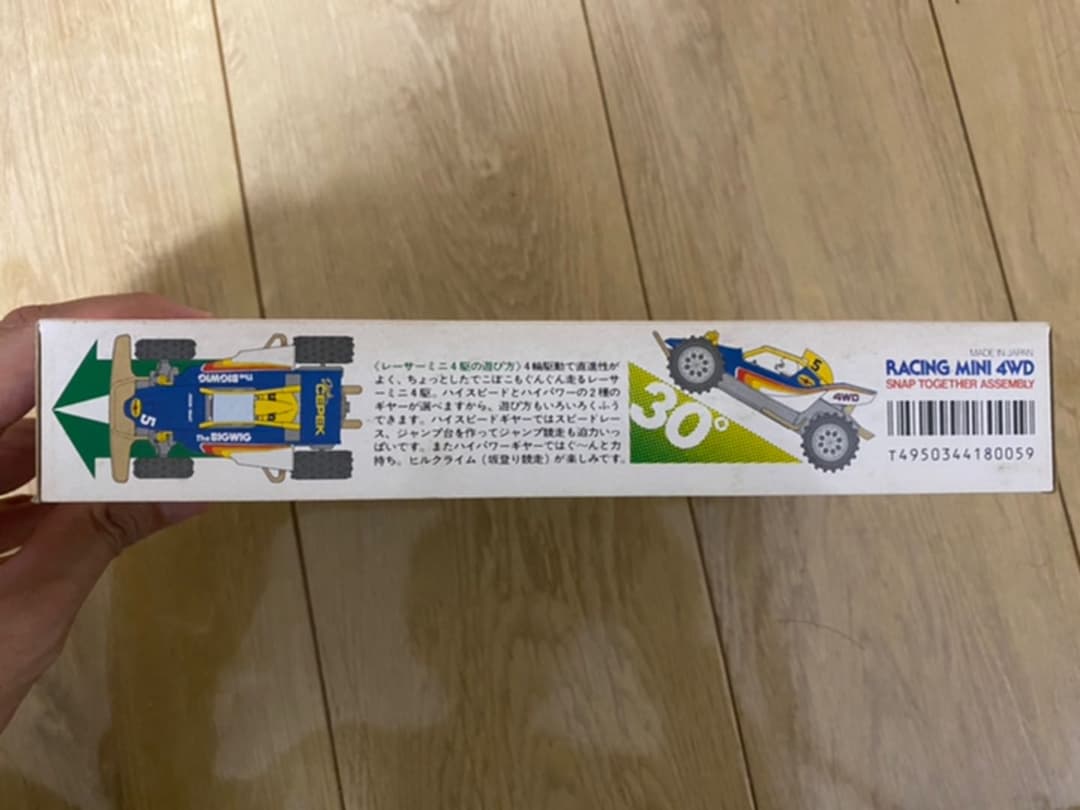 The BIGWIG
5
CEPEK
The BIGWIG
〈レーサーミニ4駆の遊び方〉4輪駆動で直進性が
よく、ちょっとしたでこぼこもぐんぐん走るレーサ
ーミニ4駆。ハイスピードとハイパワーの2種の
ギヤーが選べますから、遊び方もいろいろくふう
できます。ハイスピードギヤーではスピードレー
ス、ジャンプ台を作ってジャンプ競走も迫力いっ
ぱいです。またハイパワーギヤーではぐ〜んと力
持ち。ヒルクライム(坂登り競走)が楽しみです。
30°
5
4WD
MADE IN JAPAN
RACING MINI 4WD
SNAP TOGETHER ASSEMBLY
T4950344180059